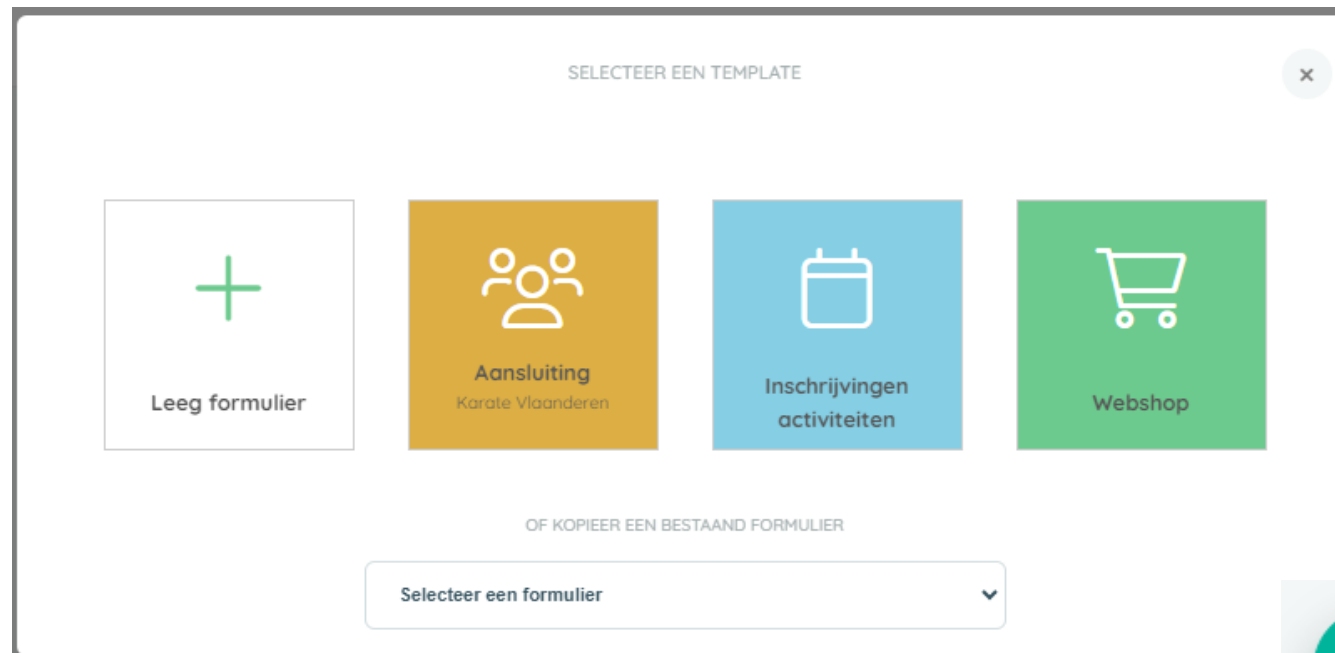 SELECTEER EEN TEMPLATE
Leeg formulier
Aansluiting
Karate Vlaanderen
Inschrijvingen
activiteiten
Webshop
OF KOPIEER EEN BESTAAND FORMULIER
Selecteer een formulier